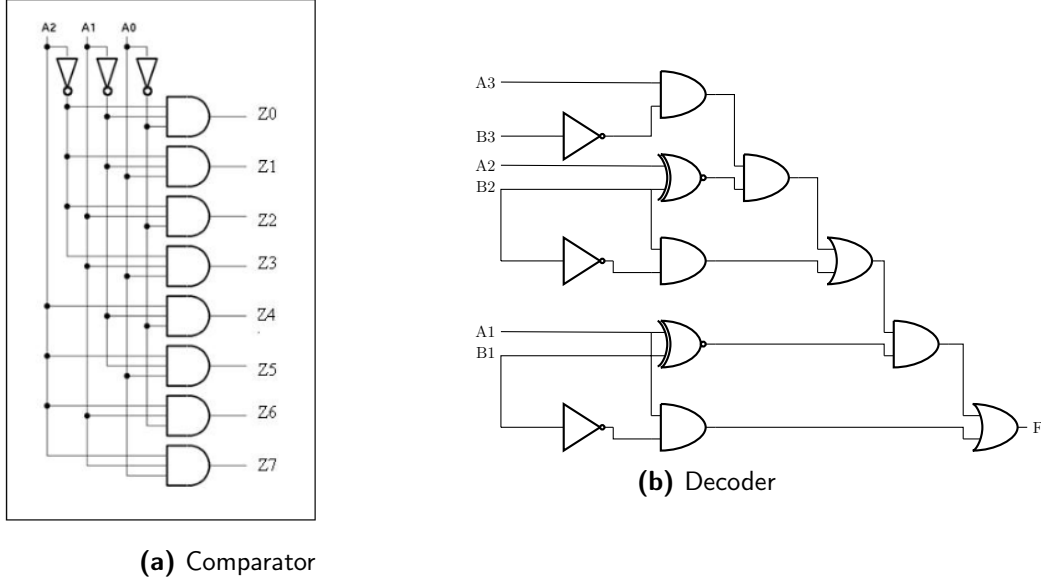 A2 A1 A0
Z0
Z1
Z2
Z3
Z4
Z5
Z6
Z7
(a) Comparator
A3
B3
A2
B2
A1
B1
F
(b) Decoder